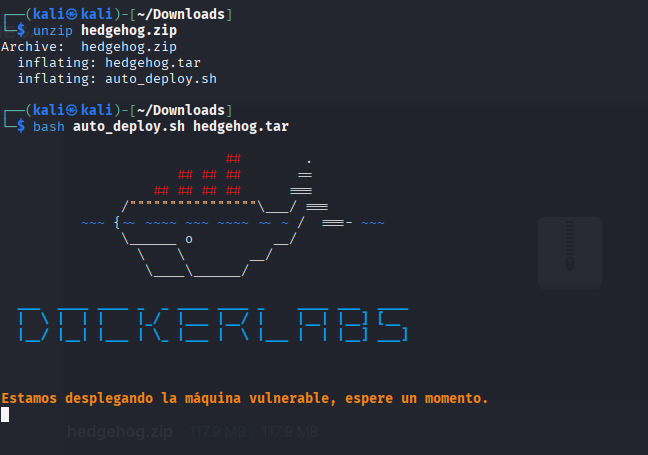 ┌──(kali㉿kali)-[~/Downloads]
└─$ unzip hedgehog.zip
Archive:  hedgehog.zip
  inflating: hedgehog.tar
  inflating: auto_deploy.sh
┌──(kali㉿kali)-[~/Downloads]
└─$ bash auto_deploy.sh hedgehog.tar
DOCKERLABS
Estamos desplegando la máquina vulnerable, espere un momento.
hedgehog.zip 117.9 MB 117.9 MB